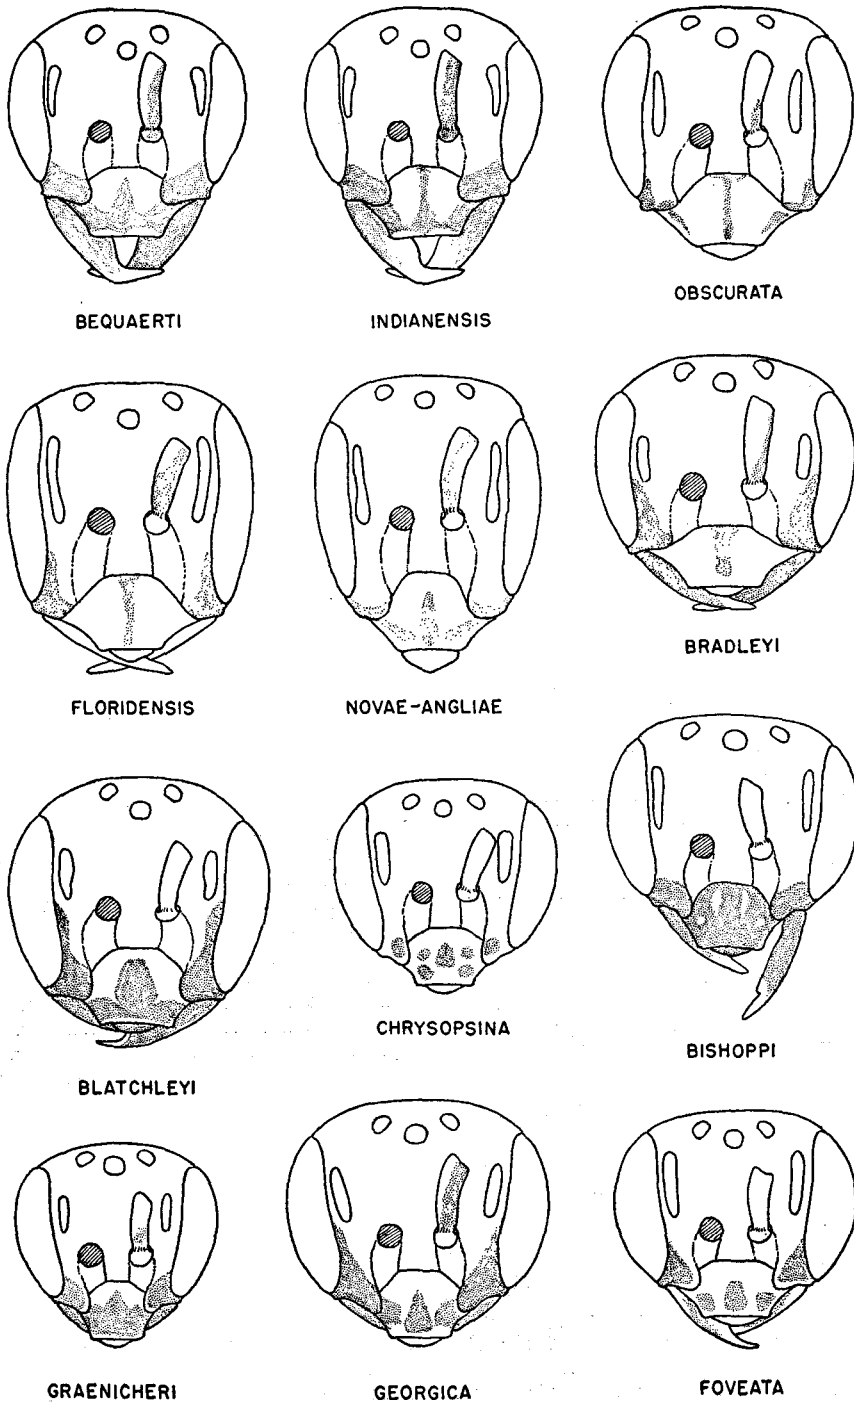 BEQUAERTI
INDIANENSIS
OBSCURATA
FLORIDENSIS
NOVAE-ANGLIAE
BRADLEYI
BLATCHLEYI
CHRYSOPSINA
BISHOPPI
GRAENICHERI
GEORGICA
FOVEATA